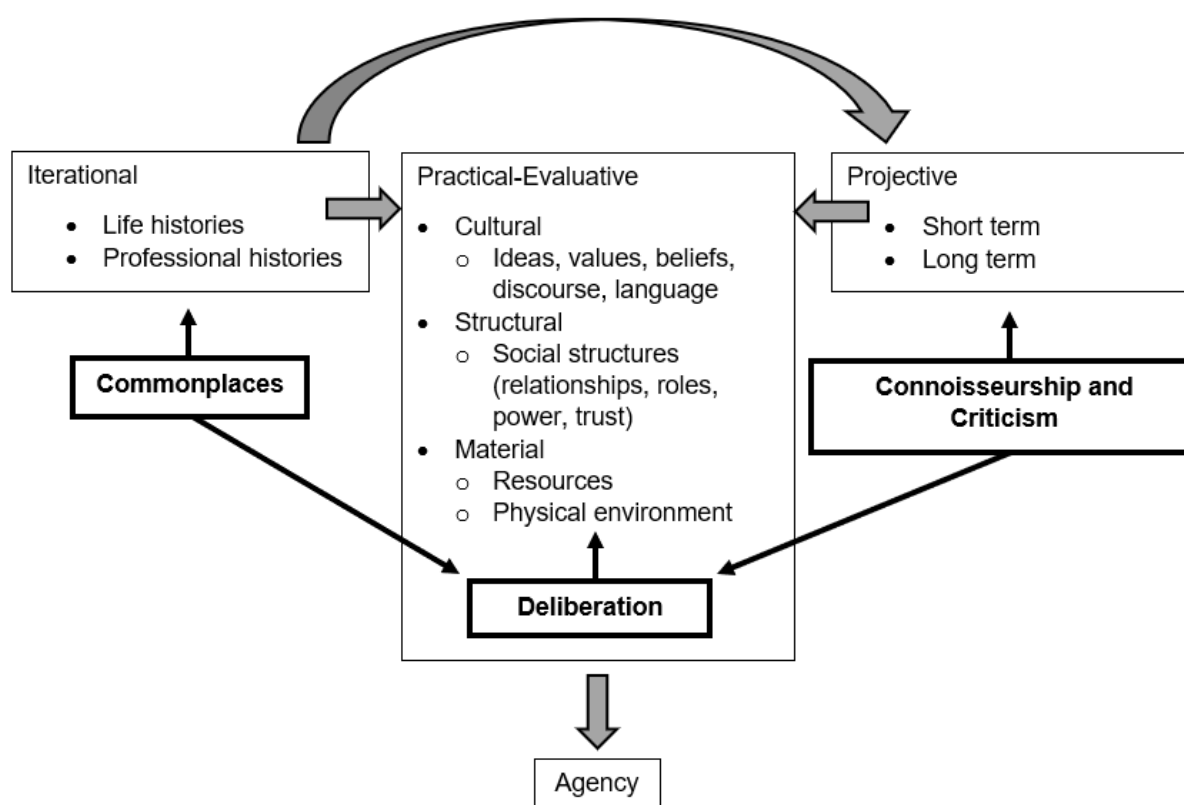 Iterational
• Life histories
• Professional histories
Practical-Evaluative
• Cultural
o Ideas, values, beliefs,
discourse, language
• Structural
o Social structures
(relationships, roles,
power, trust)
• Material
o Resources
o Physical environment
Projective
• Short term
• Long term
Commonplaces
Connoisseurship and
Criticism
Deliberation
Agency